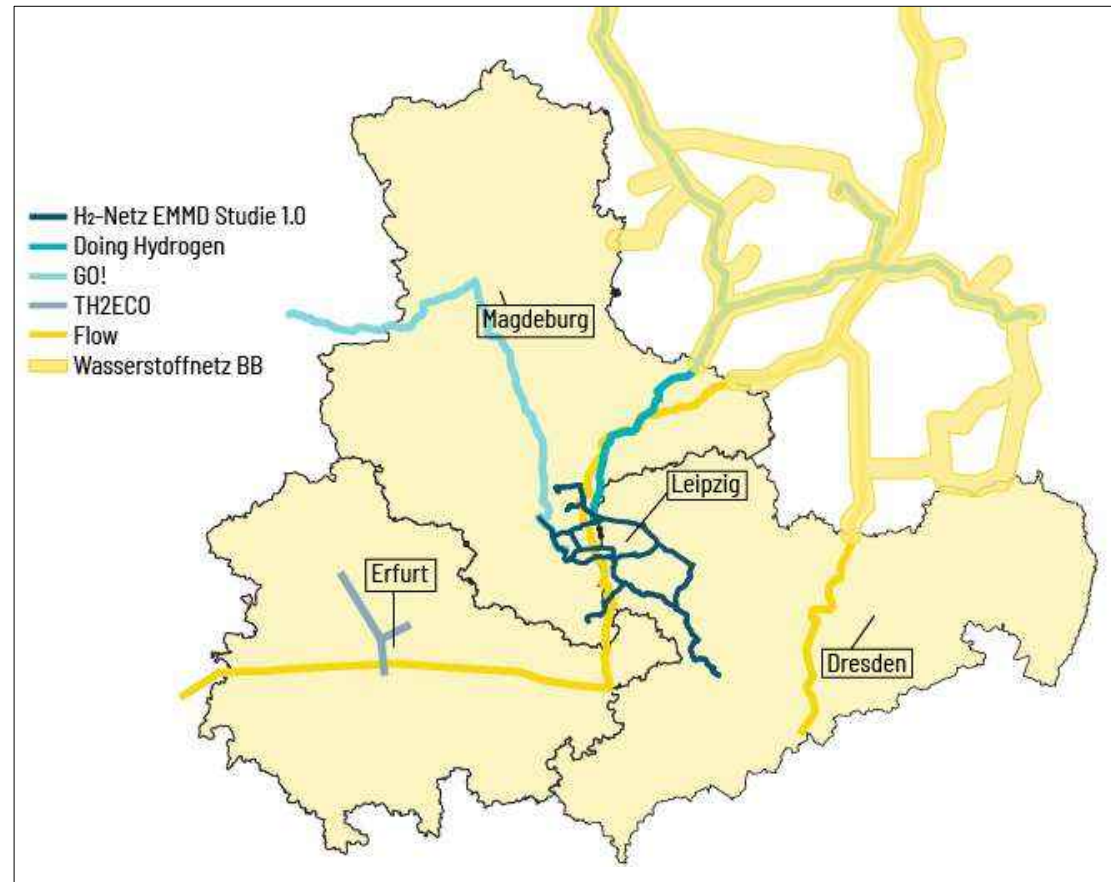 H₂-Netz EMMD Studie 1.0
Doing Hydrogen
GO!
TH2ECO
Flow
Wasserstoffnetz BB
Magdeburg
Leipzig
Erfurt
Dresden